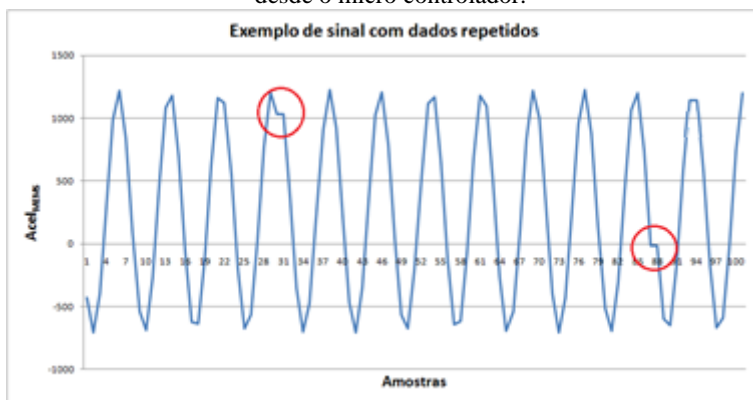 desde o micro controlador.
Exemplo de sinal com dados repetidos
1500
1000
500
0
-500
-1000
Acel MEMS
1 4 7 10 13 16 19 22 25 28 31 34 37 40 43 46 49 52 55 58 61 64 67 70 73 76 79 82 85 88 91 94 97 100
Amostras